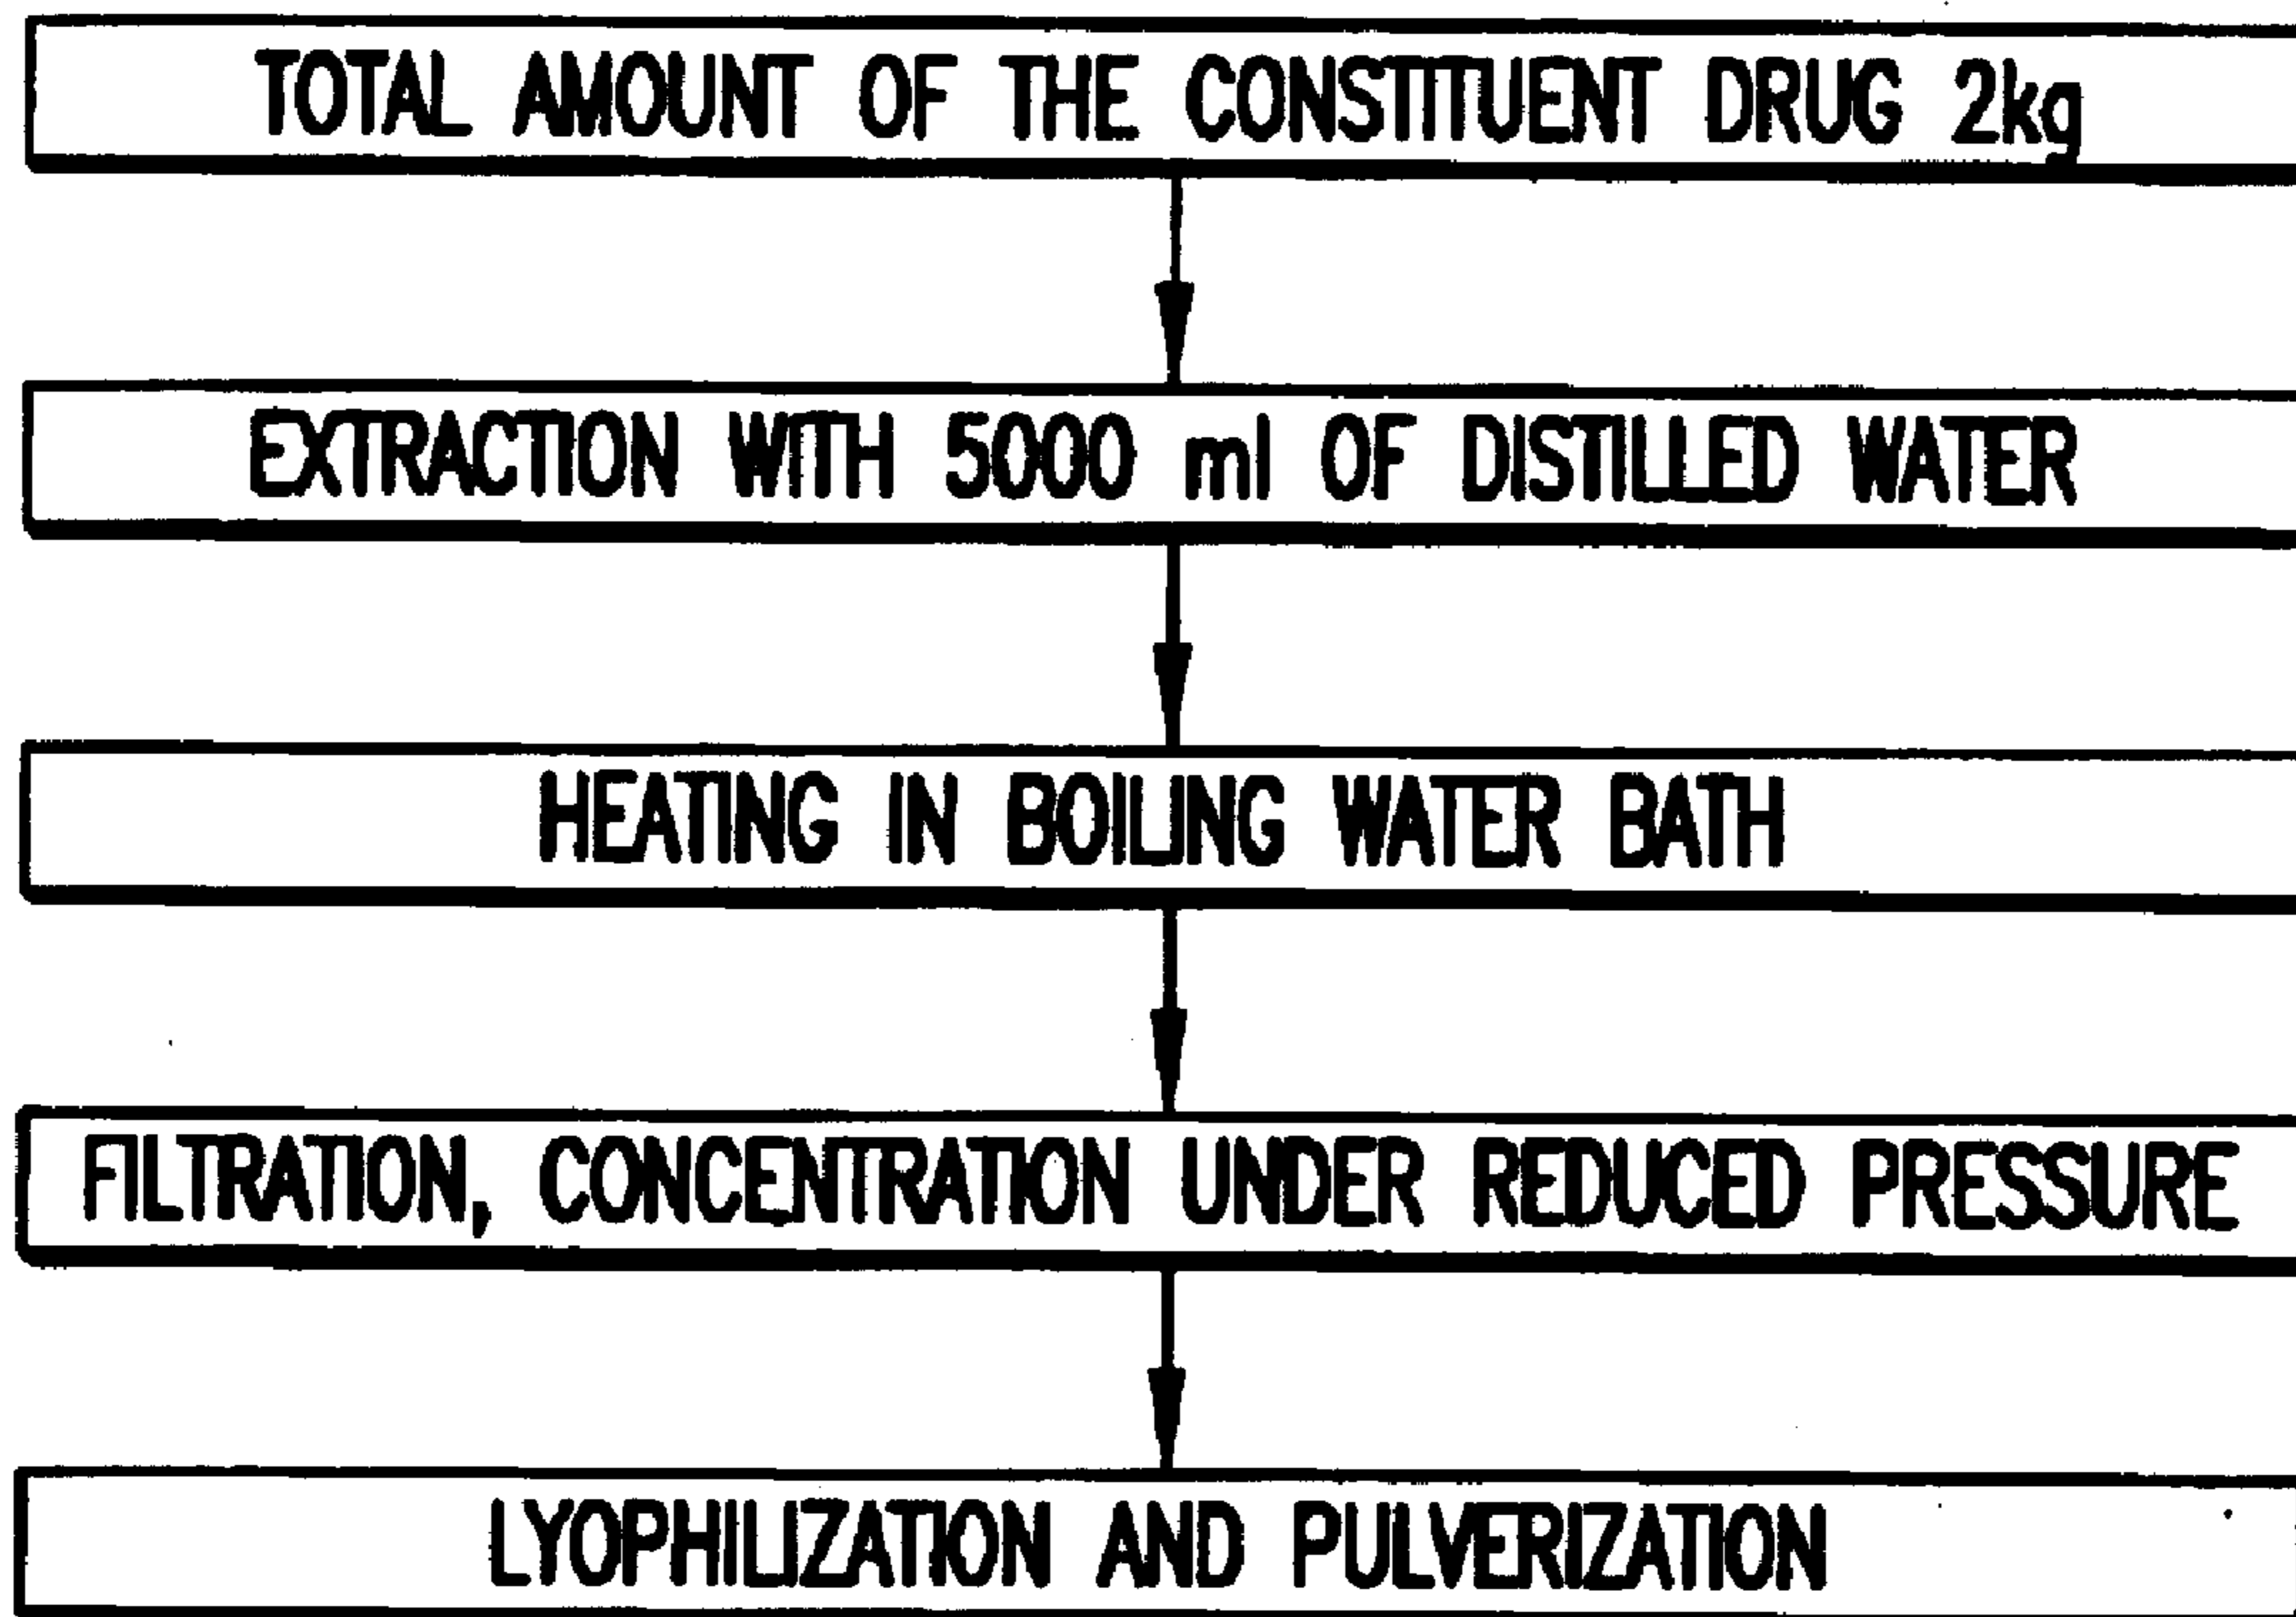 TOTAL AMOUNT OF THE CONSTITUENT DRUG 2kg
EXTRACTION WITH 5000 ml OF DISTILLED WATER
HEATING IN BOILING WATER BATH
FILTRATION, CONCENTRATION UNDER REDUCED PRESSURE
LYOPHILIZATION AND PULVERIZATION